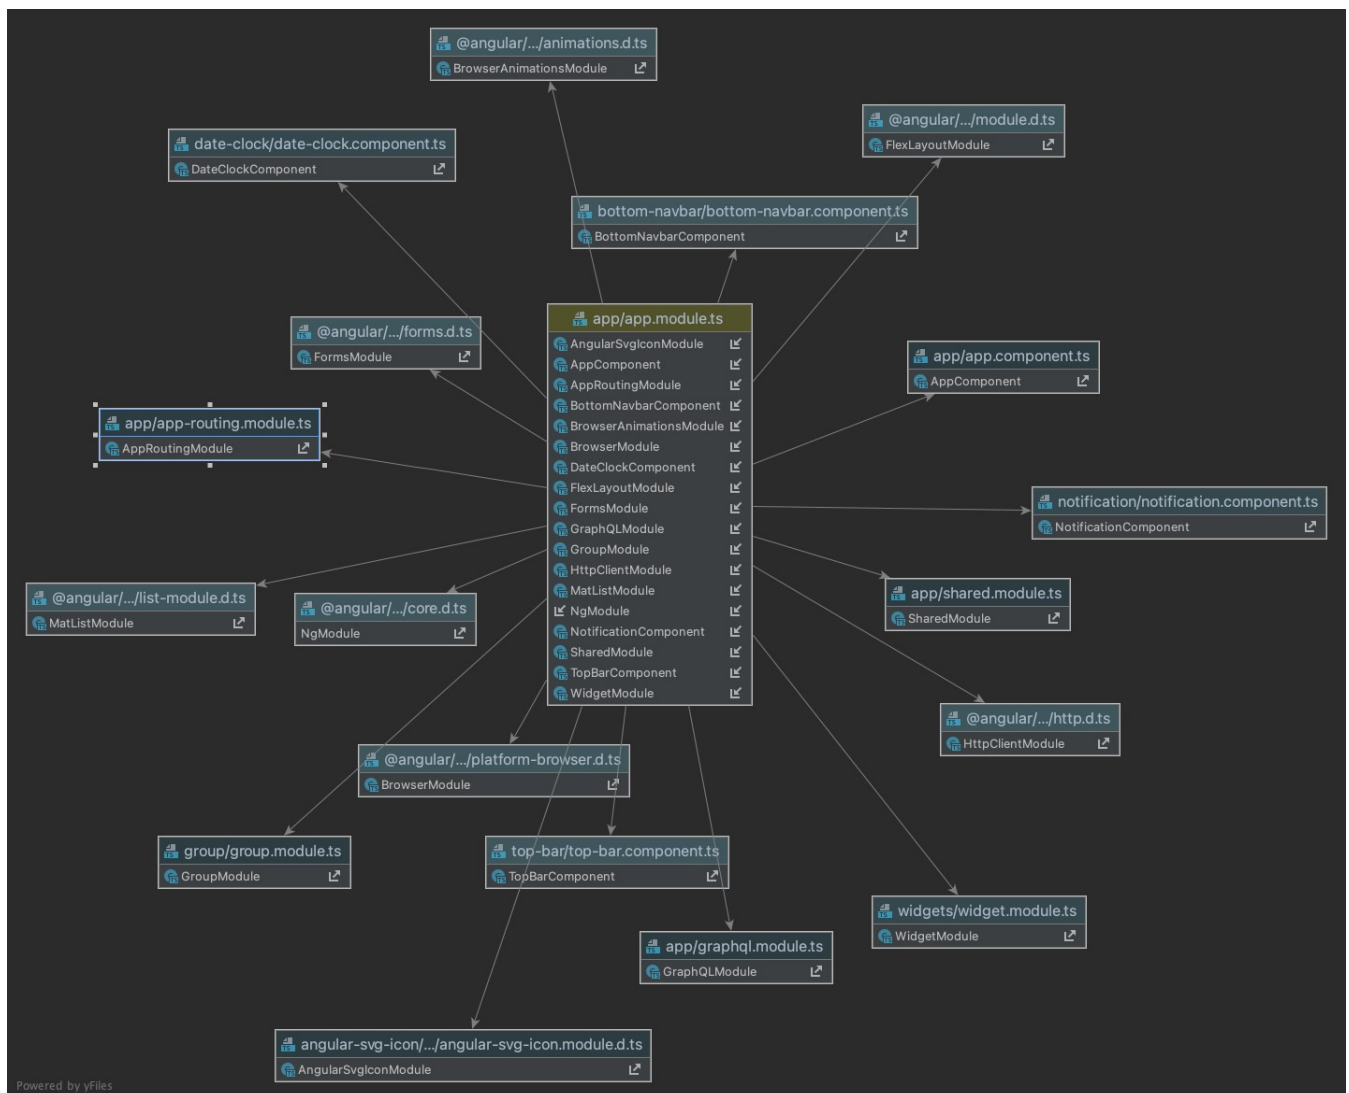 @angular/.../animations.d.ts
BrowserAnimationsModule
@angular/.../module.d.ts
FlexLayoutModule
date-clock/date-clock.component.ts
DateClockComponent
bottom-navbar/bottom-navbar.component.ts
BottomNavbarComponent
@angular/.../forms.d.ts
FormsModule
app/app.module.ts
AngularSvgIconModule
AppComponent
AppRoutingModule
BottomNavbarComponent
BrowserAnimationsModule
BrowserModule
DateClockComponent
FlexLayoutModule
FormsModule
GraphQLModule
GroupModule
HttpClientModule
MatListModule
NgModule
NotificationComponent
SharedModule
TopBarComponent
WidgetModule
app/app.component.ts
AppComponent
app/app-routing.module.ts
AppRoutingModule
notification/notification.component.ts
NotificationComponent
@angular/.../list-module.d.ts
MatListModule
@angular/.../core.d.ts
NgModule
app/shared.module.ts
SharedModule
@angular/.../http.d.ts
HttpClientModule
@angular/.../platform-browser.d.ts
BrowserModule
group/group.module.ts
GroupModule
top-bar/top-bar.component.ts
TopBarComponent
widgets/widget.module.ts
WidgetModule
app/graphql.module.ts
GraphQLModule
angular-svg-icon/.../angular-svg-icon.module.d.ts
AngularSvgIconModule
Powered by yFiles